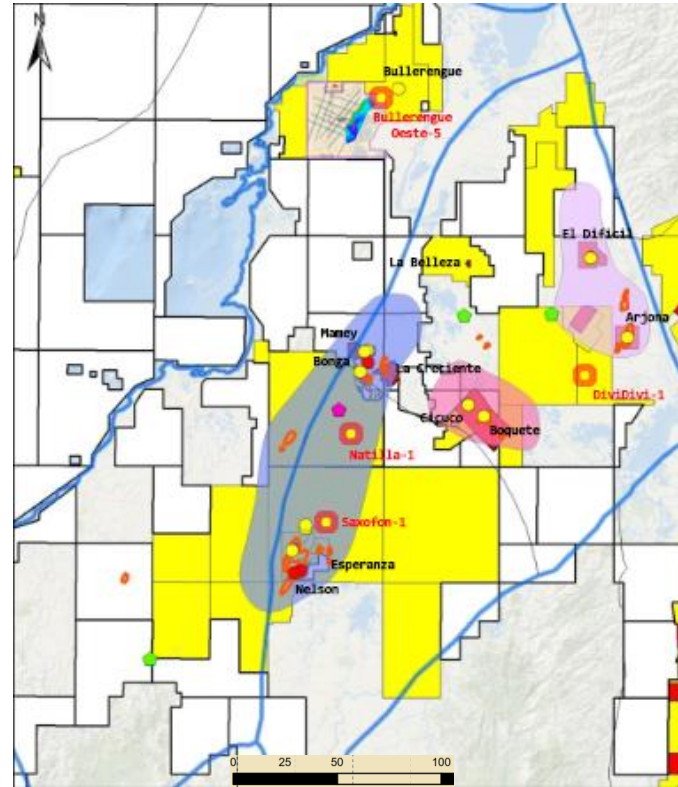 N
Bullerengue
Bullerengue
Oeste-5
El Dificil
La Belleza
Arjona
Mamey
Bonga
La Creciente
DiviDivi-1
Cicuco
Boquete
Natilla-1
Saxofon-1
Esperanza
Nelson
0 25 50 100